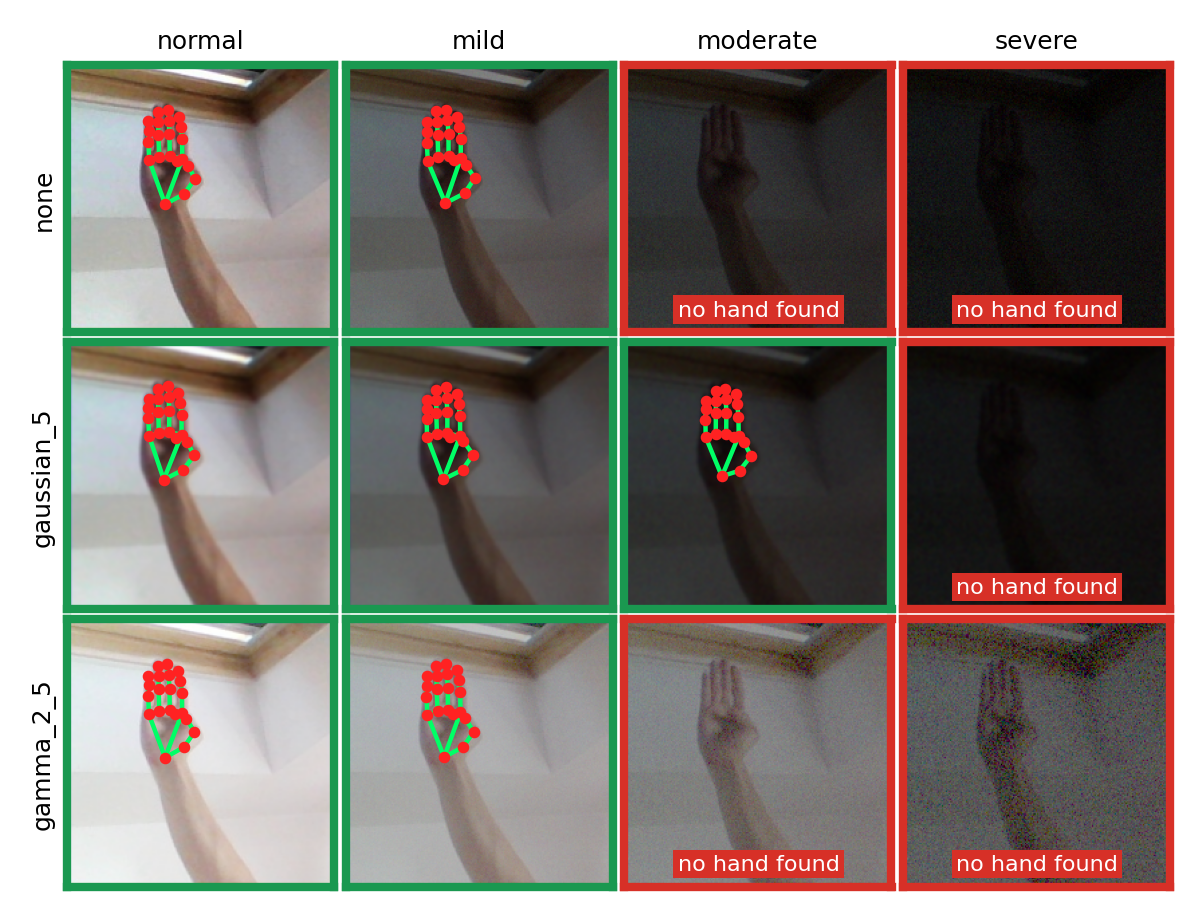 normal mild moderate severe
none
no hand found no hand found
gaussian_5
no hand found
gamma_2_5
no hand found no hand found